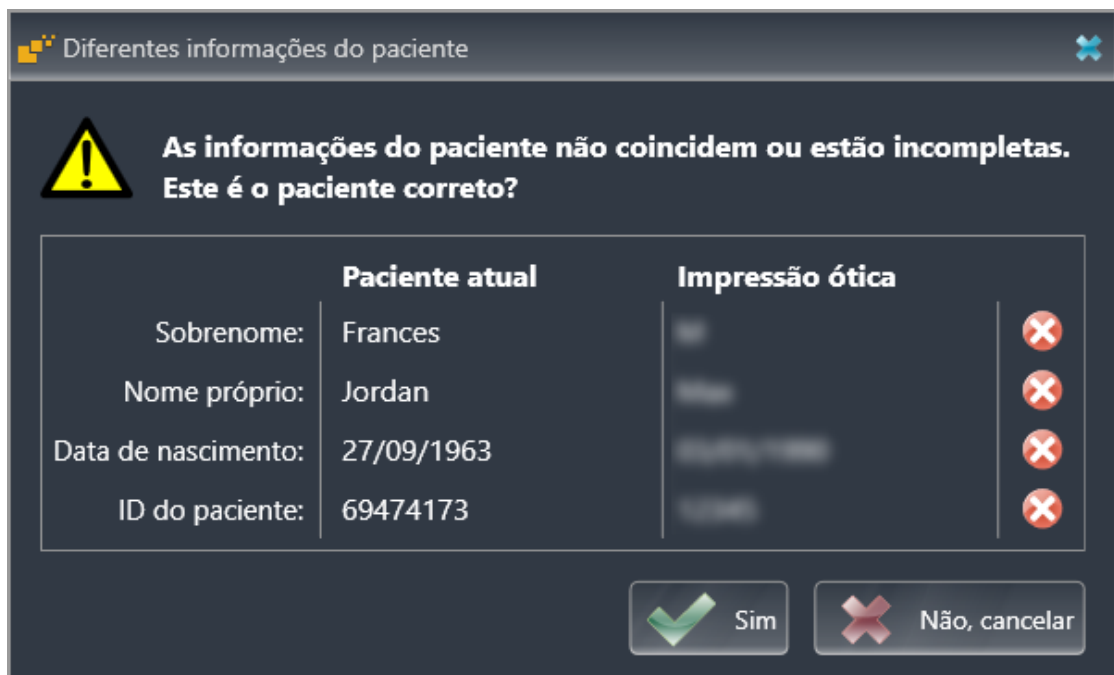 Diferentes informações do paciente
As informações do paciente não coincidem ou estão incompletas.
Este é o paciente correto?
Paciente atual Impressão ótica
Sobrenome: Frances
Nome próprio: Jordan
Data de nascimento: 27/09/1963
ID do paciente: 69474173
Sim Não, cancelar